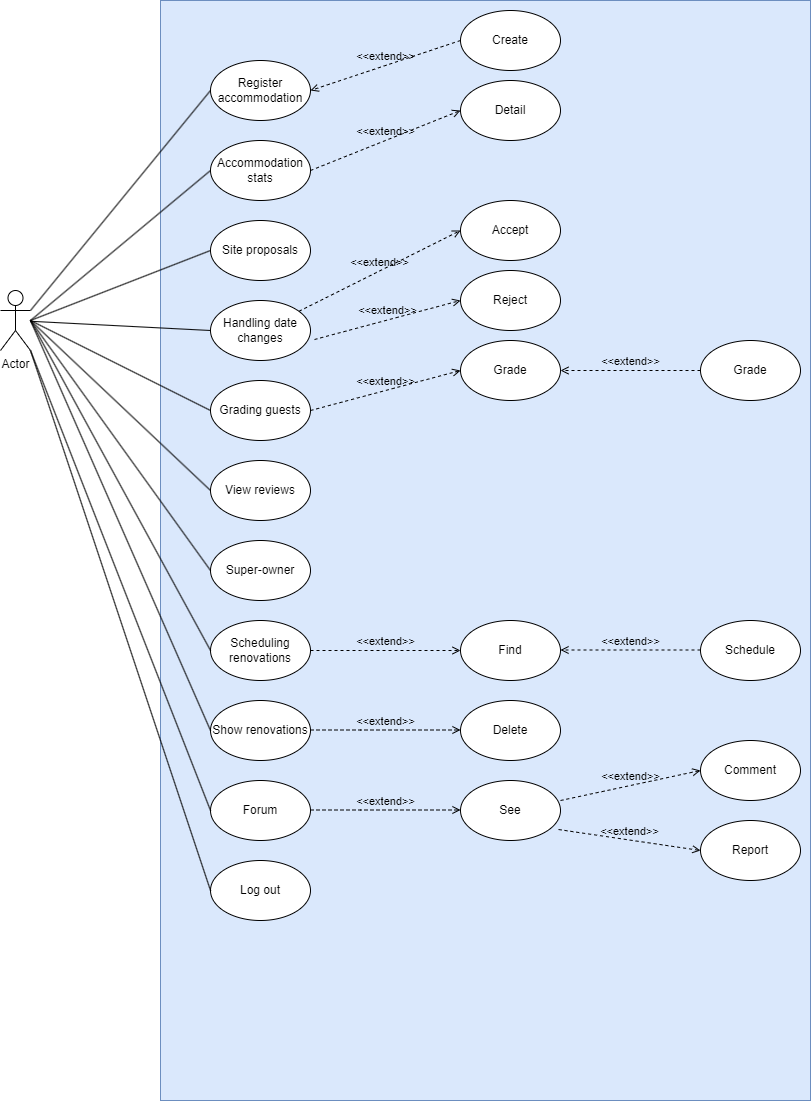 Create
<<extend>>
Register
accommodation
Detail
<<extend>>
Accommodation
stats
Accept
Site proposals
<<extend>>
Reject
<<extend>>
Handling date
changes
Actor
Grade
<<extend>>
Grade
<<extend>>
Grading guests
View reviews
Super-owner
Scheduling
renovations
<<extend>>
Find
<<extend>>
Schedule
Show renovations
<<extend>>
Delete
Comment
<<extend>>
Forum
<<extend>>
See
<<extend>>
Report
Log out